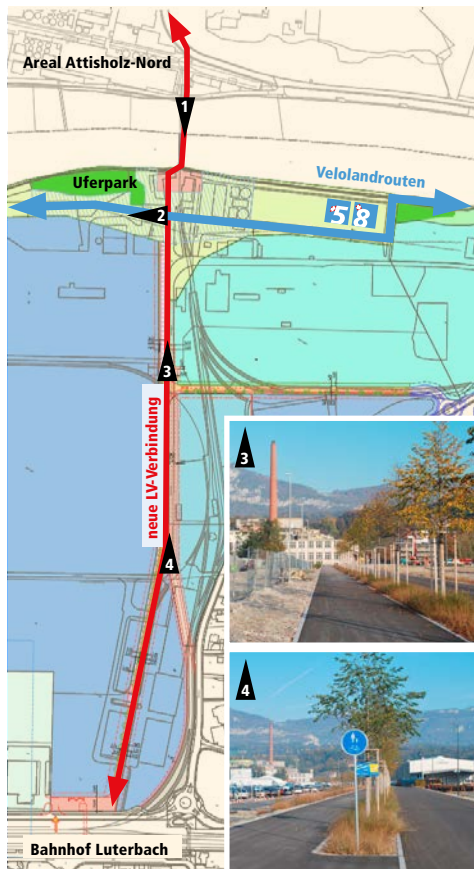 Areal Attisholz-Nord
1
Velolandrouten
Uferpark
5 8
2
3
neue LV-Verbindung
4
3
4
Bahnhof Luterbach